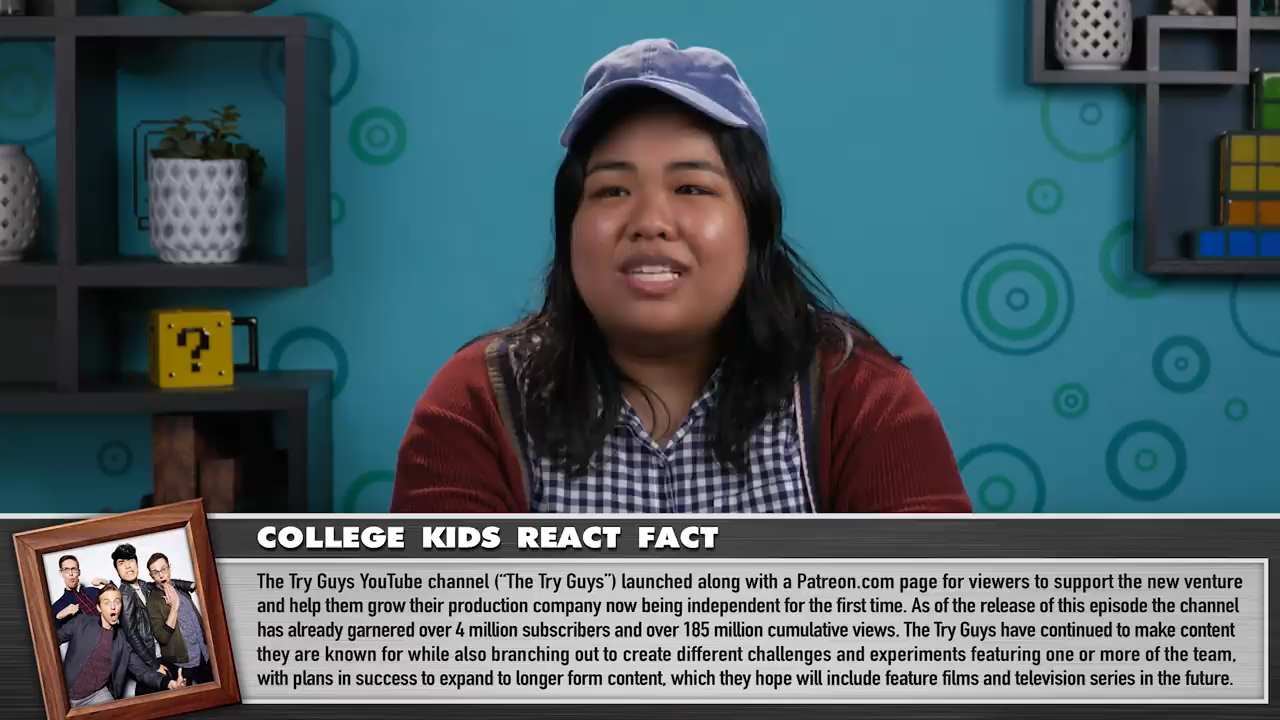 ?
COLLEGE KIDS REACT FACT
The Try Guys YouTube channel (“The Try Guys”) launched along with a Patreon.com page for viewers to support the new venture
and help them grow their production company now being independent for the first time. As of the release of this episode the channel
has already garnered over 4 million subscribers and over 185 million cumulative views. The Try Guys have continued to make content
they are known for while also branching out to create different challenges and experiments featuring one or more of the team,
with plans in success to expand to longer form content, which they hope will include feature films and television series in the future.